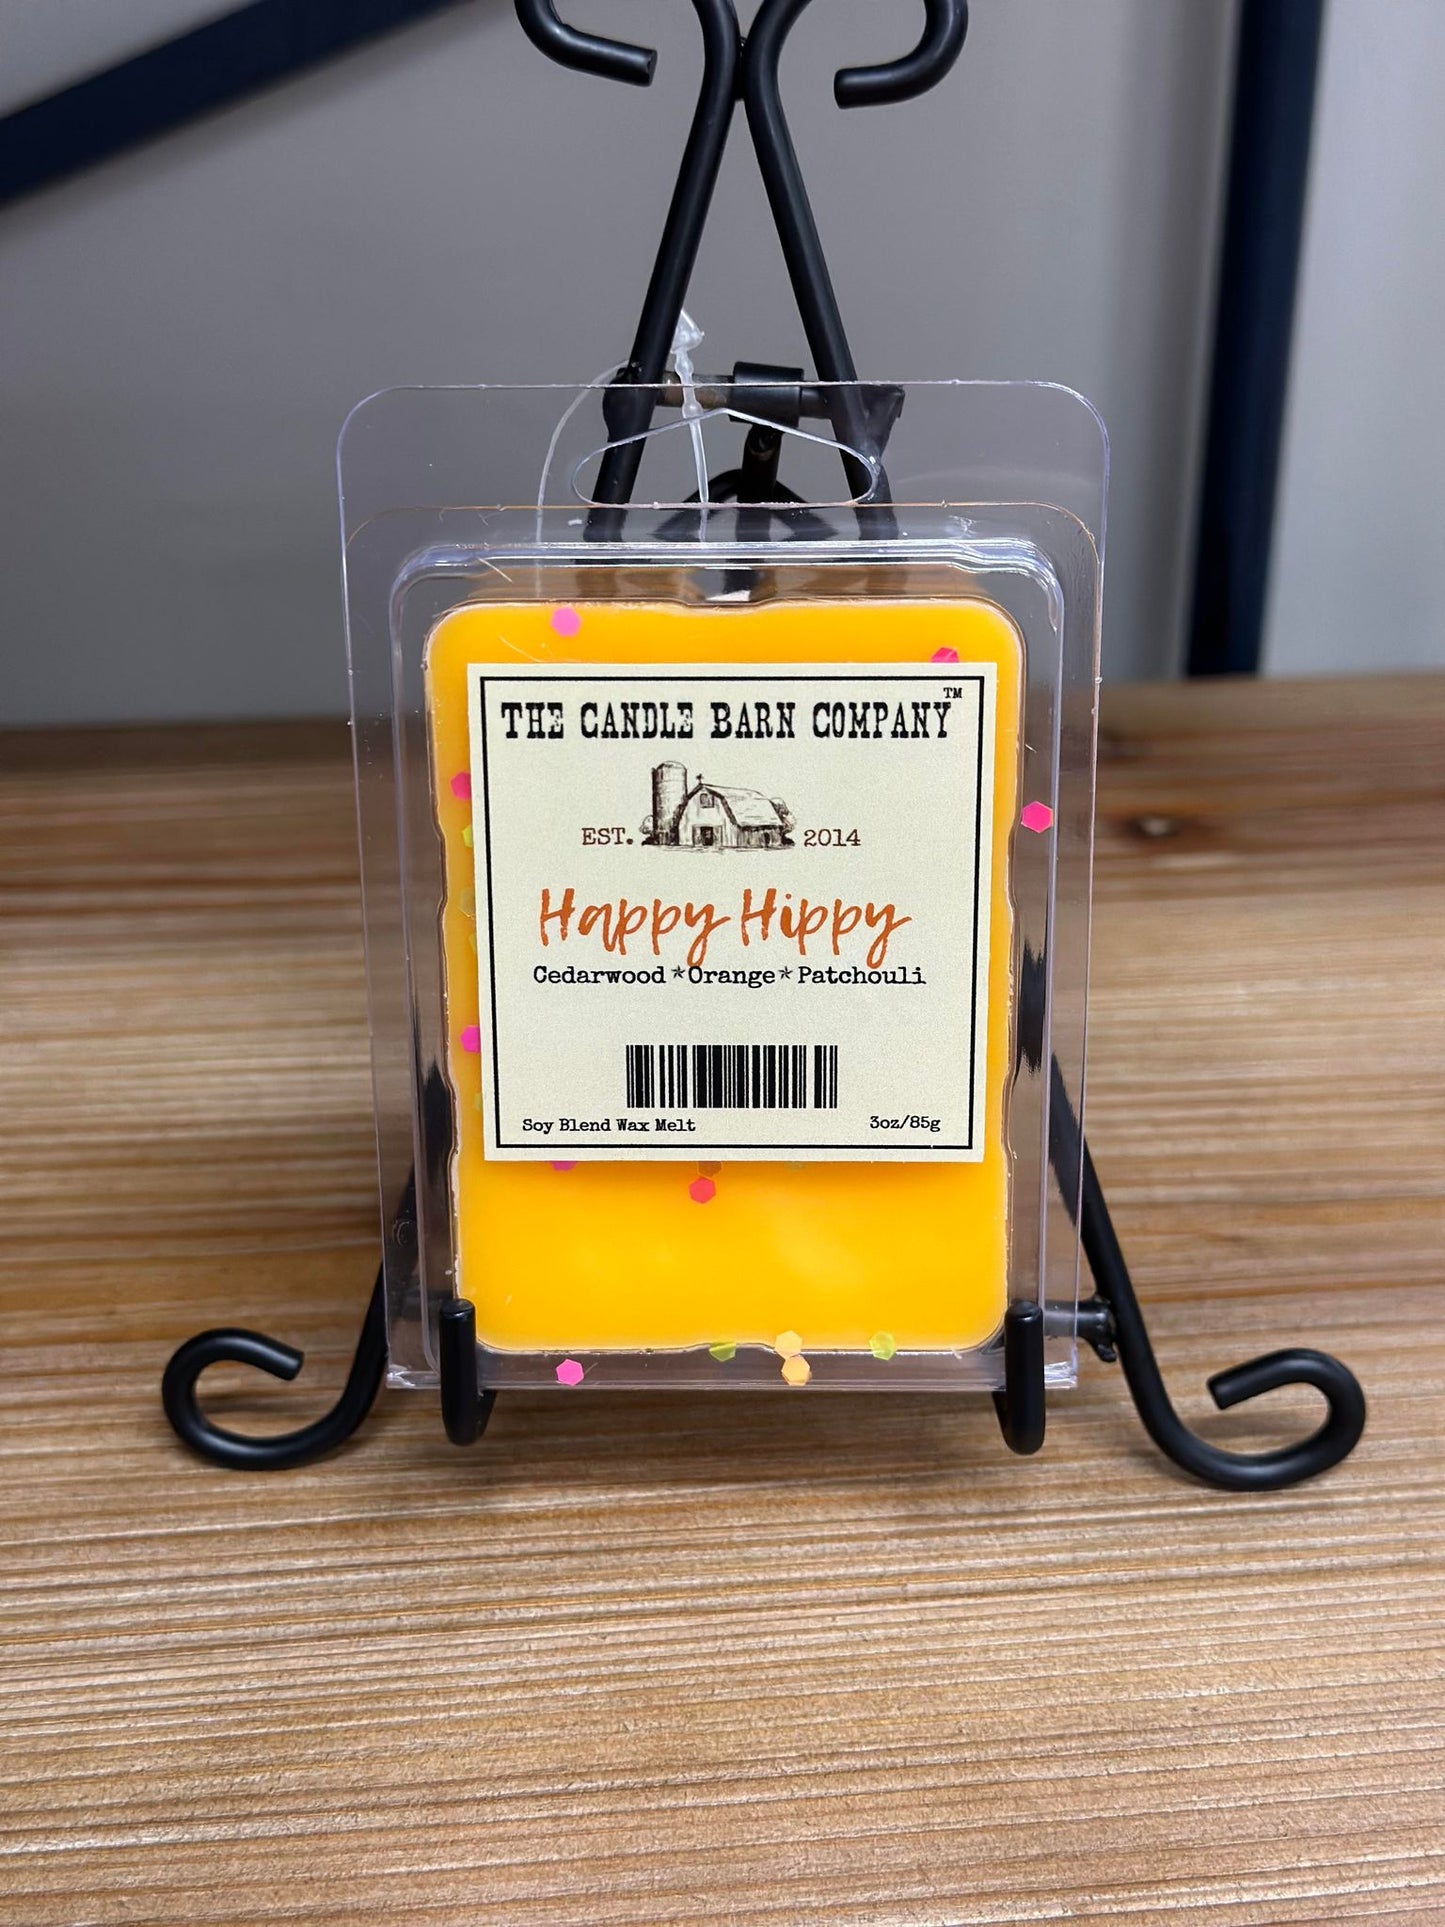 THE CANDLE BARN COMPANY™
EST. 2014
Happy Hippy
Cedarwood*Orange*Patchouli
Soy Blend Wax Melt 3oz/85g